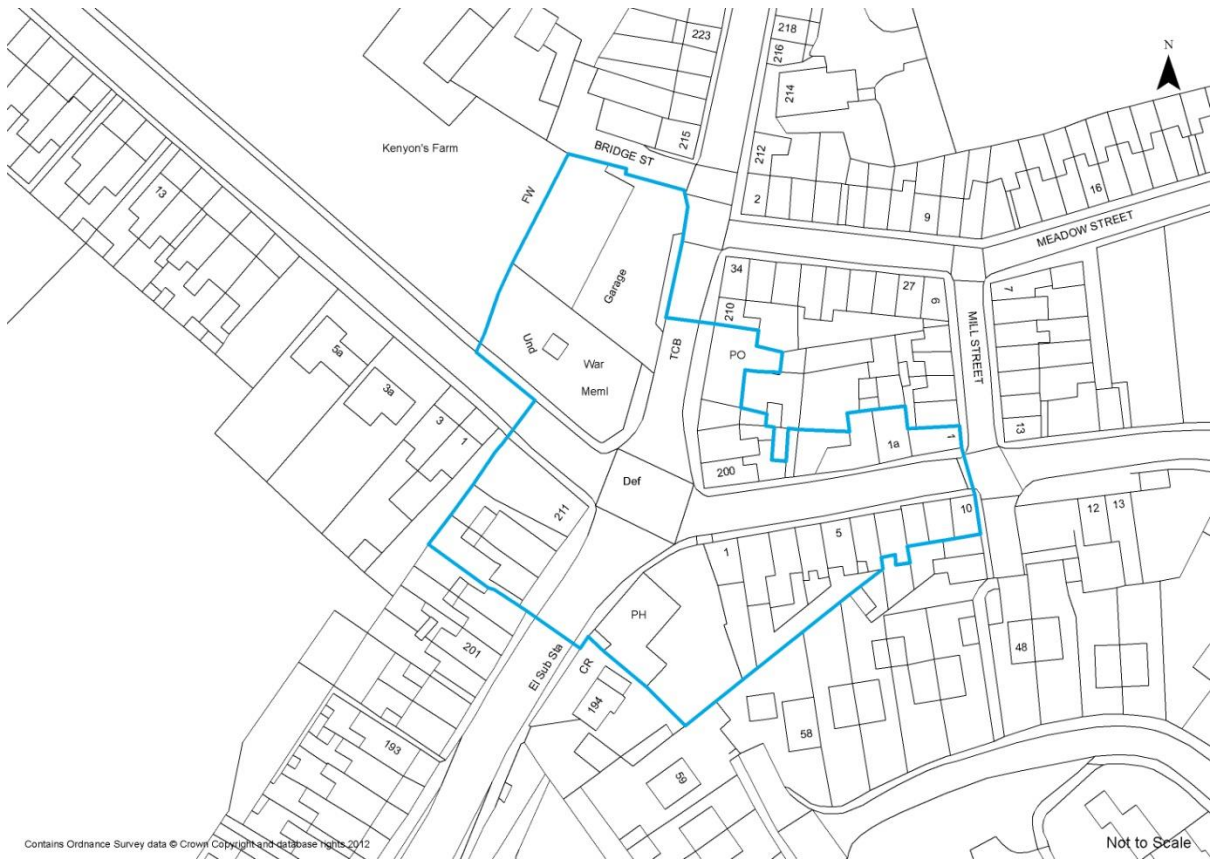 223
218
216
N
214
Kenyon's Farm
215
BRIDGE ST
212
13
FW
2
9
16
MEADOW STREET
Garage
34
27
6
7
210
MILL STREET
Und
TCB
PO
5a
War
Meml
3a
3
1
13
1a
1
200
Def
211
10
12
13
5
1
PH
201
El Sub Sta
CR
48
194
193
58
59
Contains Ordnance Survey data © Crown Copyright and database rights 2012
Not to Scale